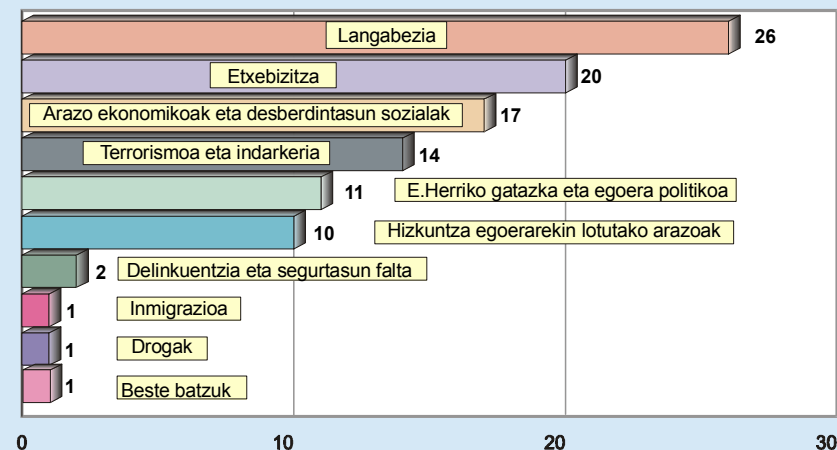 Langabezia 26
Etxebizitza 20
Arazo ekonomikoak eta desberdintasun sozialak 17
Terrorismoa eta indarkeria 14
11 E.Herriko gatazka eta egoera politikoa
10 Hizkuntza egoerarekin lotutako arazoak
2 Delinkuentzia eta segurtasun falta
1 Inmigrazioa
1 Drogak
1 Beste batzuk
0 10 20 30